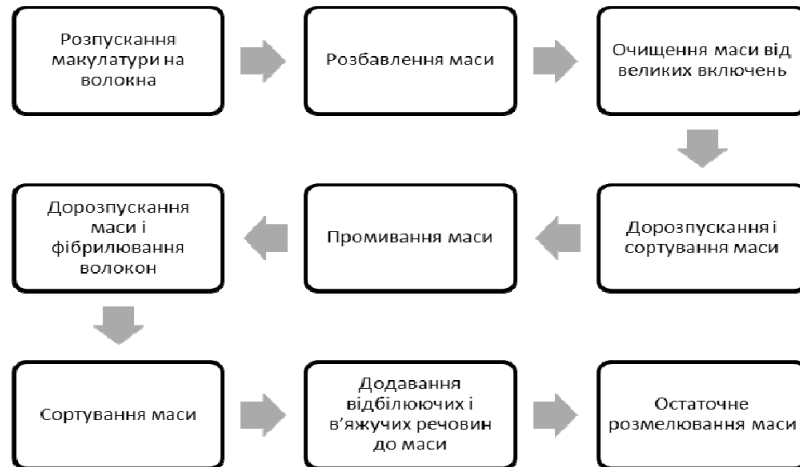 Розпускання
макулатури на
волокна
Розбавлення маси
Очищення маси від
великих включень
Дорозпускання і
сортування маси
Промивання маси
Дорозпускання
маси і
фібрилювання
волокон
Сортування маси
Додавання
відбілюючих і
в'яжучих речовин
до маси
Остаточне
розмелювання маси